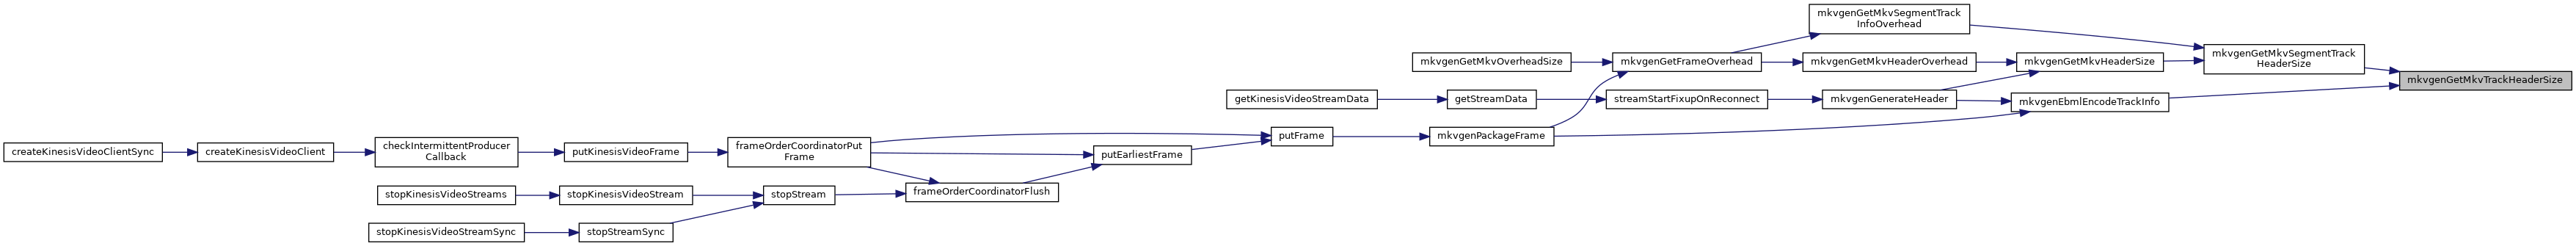 mkvgenGetMkvSegmentTrack
InfoOverhead
mkvgenGetMkvSegmentTrack
HeaderSize
mkvgenGetMkvOverheadSize
mkvgenGetFrameOverhead
mkvgenGetMkvHeaderOverhead
mkvgenGetMkvHeaderSize
mkvgenGetMkvTrackHeaderSize
getKinesisVideoStreamData
getStreamData
streamStartFixupOnReconnect
mkvgenGenerateHeader
mkvgenEbmlEncodeTrackInfo
putFrame
mkvgenPackageFrame
createKinesisVideoClientSync
createKinesisVideoClient
checkIntermittentProducer
Callback
putKinesisVideoFrame
frameOrderCoordinatorPut
Frame
putEarliestFrame
stopKinesisVideoStreams
stopKinesisVideoStream
stopStream
frameOrderCoordinatorFlush
stopKinesisVideoStreamSync
stopStreamSync